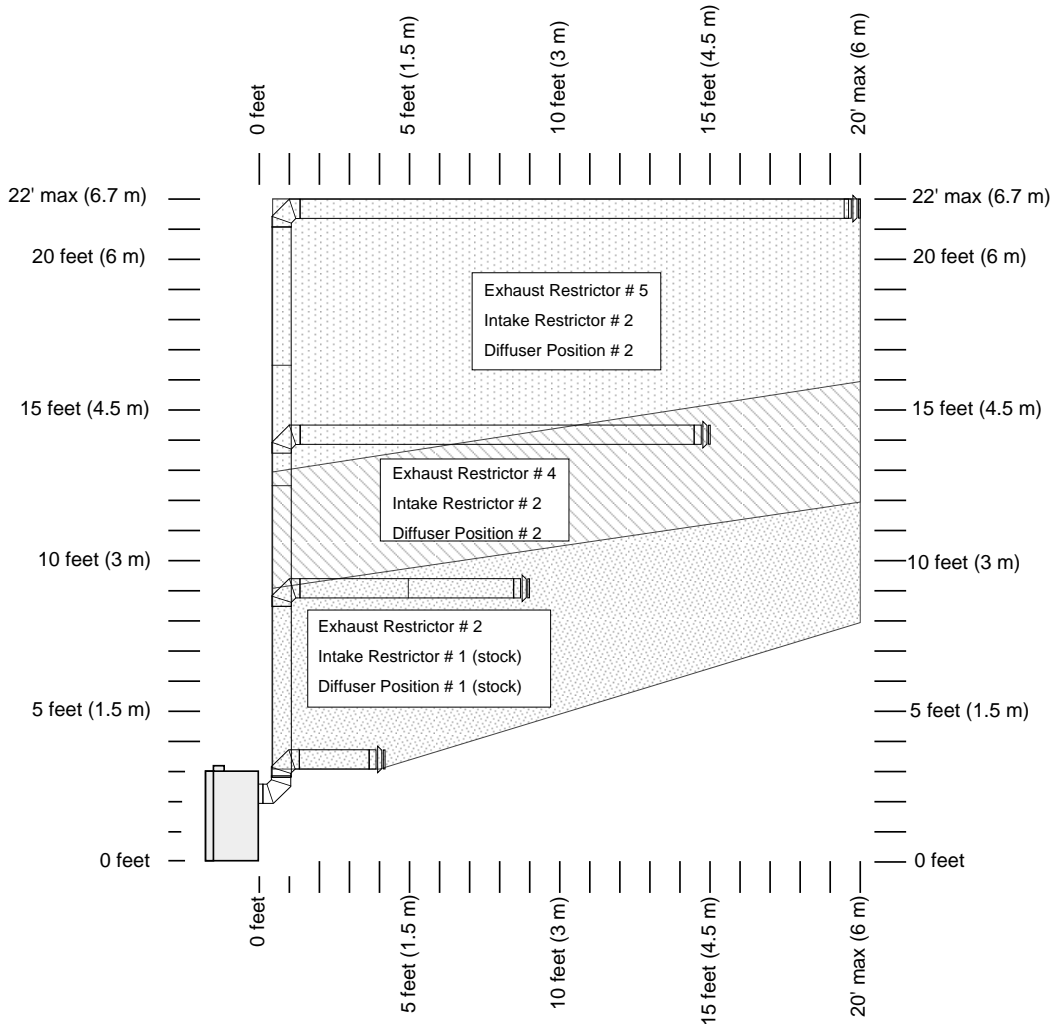 0 feet
5 feet (1.5 m)
10 feet (3 m)
15 feet (4.5 m)
20' max (6 m)
22' max (6.7 m)
20 feet (6 m)
15 feet (4.5 m)
10 feet (3 m)
5 feet (1.5 m)
0 feet
Exhaust Restrictor # 5
Intake Restrictor # 2
Diffuser Position # 2
Exhaust Restrictor # 4
Intake Restrictor # 2
Diffuser Position # 2
Exhaust Restrictor # 2
Intake Restrictor # 1 (stock)
Diffuser Position # 1 (stock)
22' max (6.7 m)
20 feet (6 m)
15 feet (4.5 m)
10 feet (3 m)
5 feet (1.5 m)
0 feet
0 feet
5 feet (1.5 m)
10 feet (3 m)
15 feet (4.5 m)
20' max (6 m)